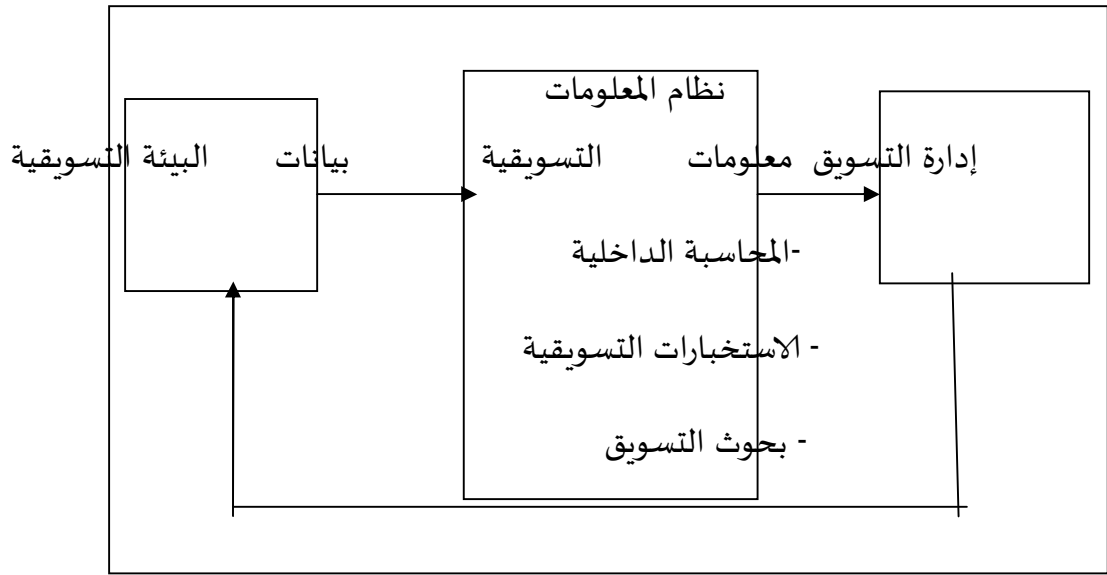 نظام المعلومات
إدارة التسويق معلومات التسويقية بيانات البيئة التسويقية
-المحاسبة الداخلية
- الاستخبارات التسويقية
- بحوث التسويق